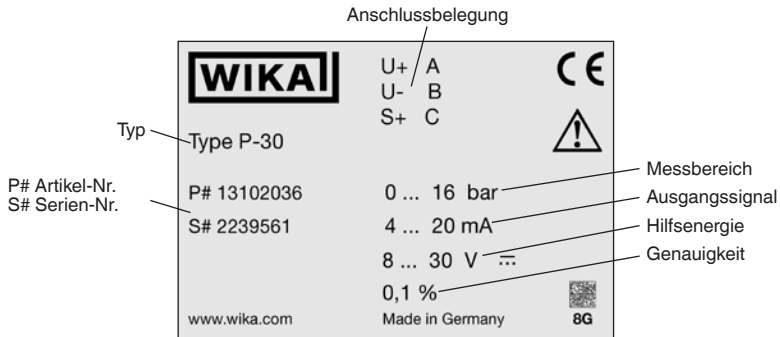 Anschlussbelegung
WIKA
U+ A
U- B
S+ C
CE
Typ
Type P-30
P# Artikel-Nr.
S# Serien-Nr.
P# 13102036
S# 2239561
0 ... 16 bar
4 ... 20 mA
8 ... 30 V
0,1 %
Messbereich
Ausgangssignal
Hilfsenergie
Genauigkeit
www.wika.com
Made in Germany
8G